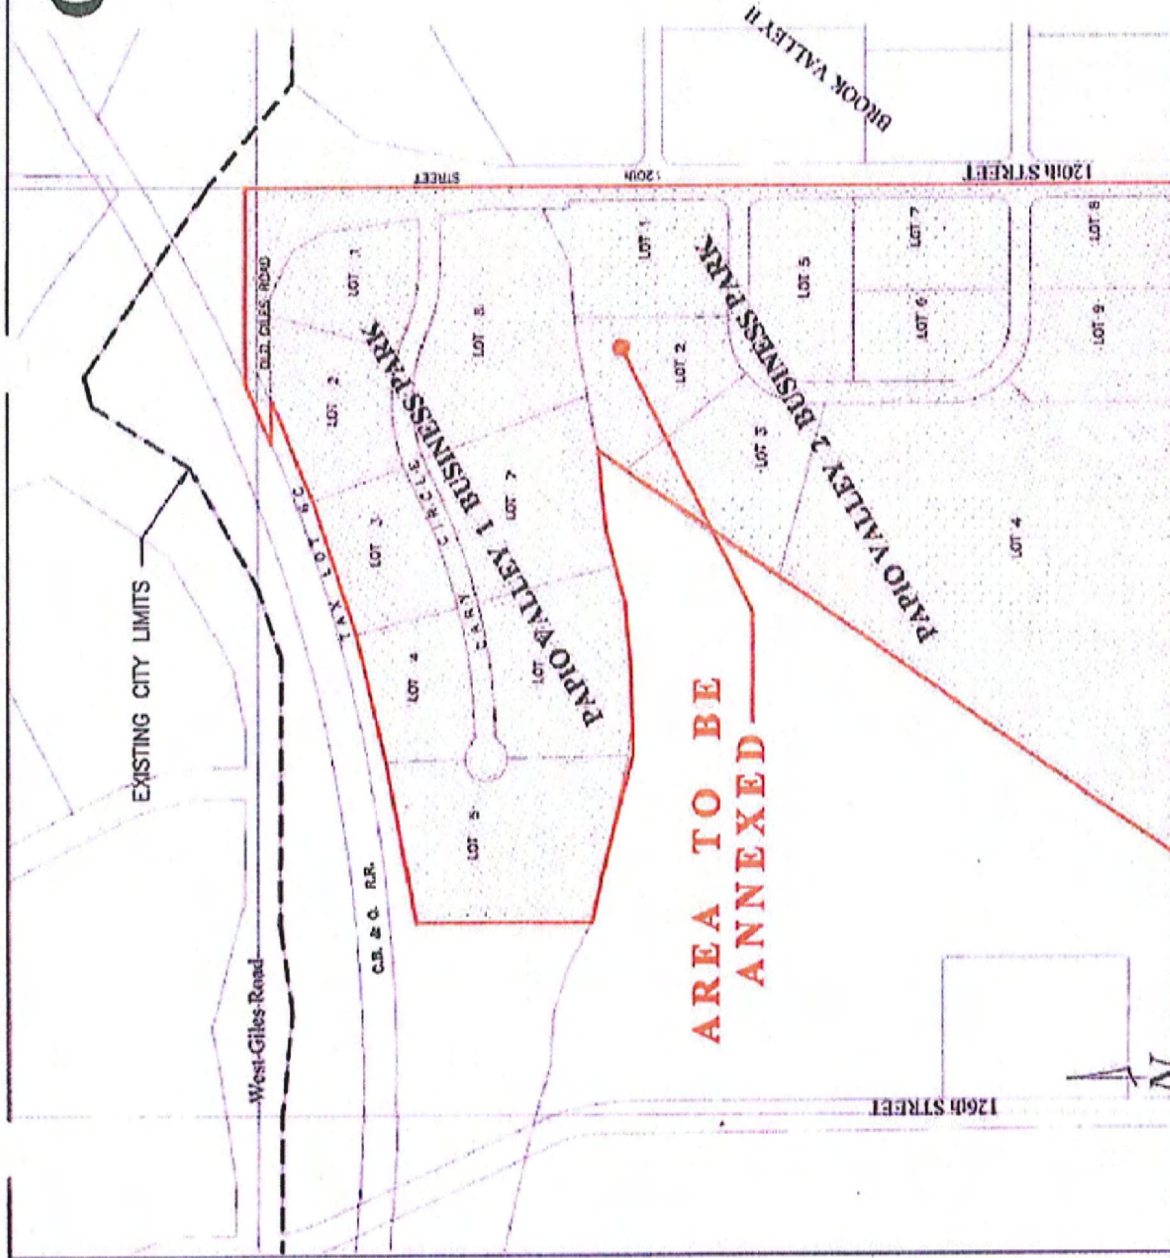 EXISTING CITY LIMITS
West Giles Road
C.B. & Q. R.R.
OLD GILES ROAD
TAX LOT
STREET
120th
120th STREET
BROOK VALLEY II
PAPIO VALLEY 1 BUSINESS PARK
LOT 1
LOT 2
LOT 3
LOT 4
LOT 5
LOT
LOT 7
LOT 8
CARY CIRCLE
PAPIO VALLEY 2 BUSINESS PARK
LOT 1
LOT 2
LOT 3
LOT 4
LOT 5
LOT 6
LOT 7
LOT 8
LOT 9
AREA TO BE
ANNEXED
126th STREET
N